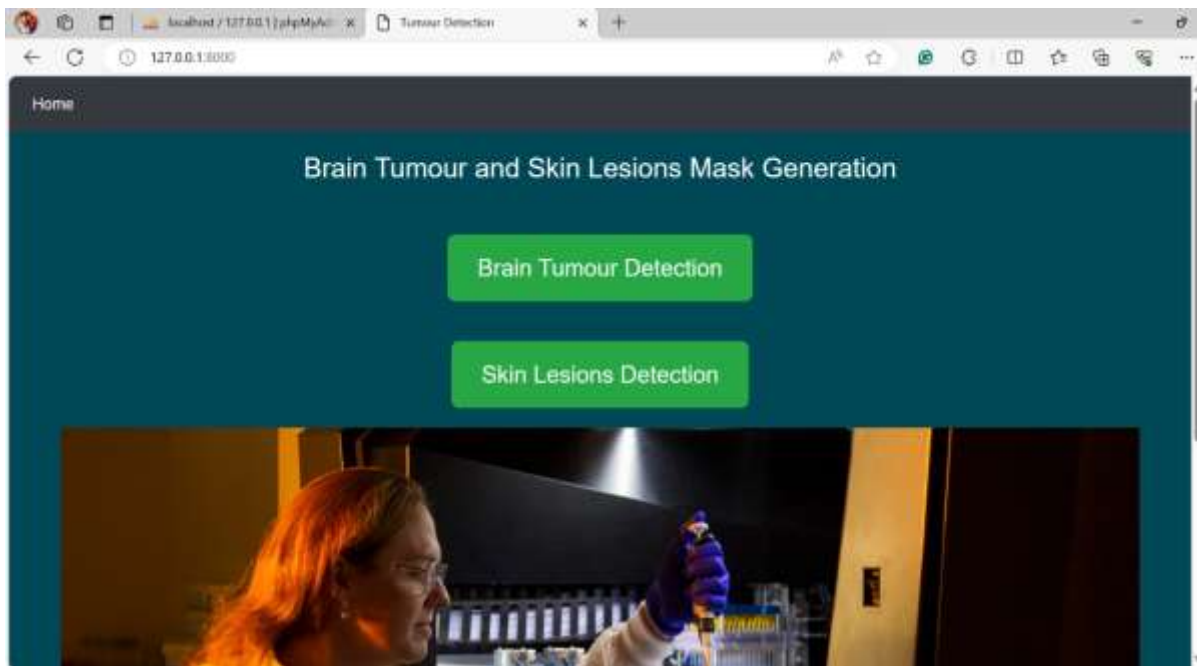 localhost / 127.0.0.1 | phpMyAd
Tumour Detection
127.0.0.1:8000
Home
Brain Tumour and Skin Lesions Mask Generation
Brain Tumour Detection
Skin Lesions Detection